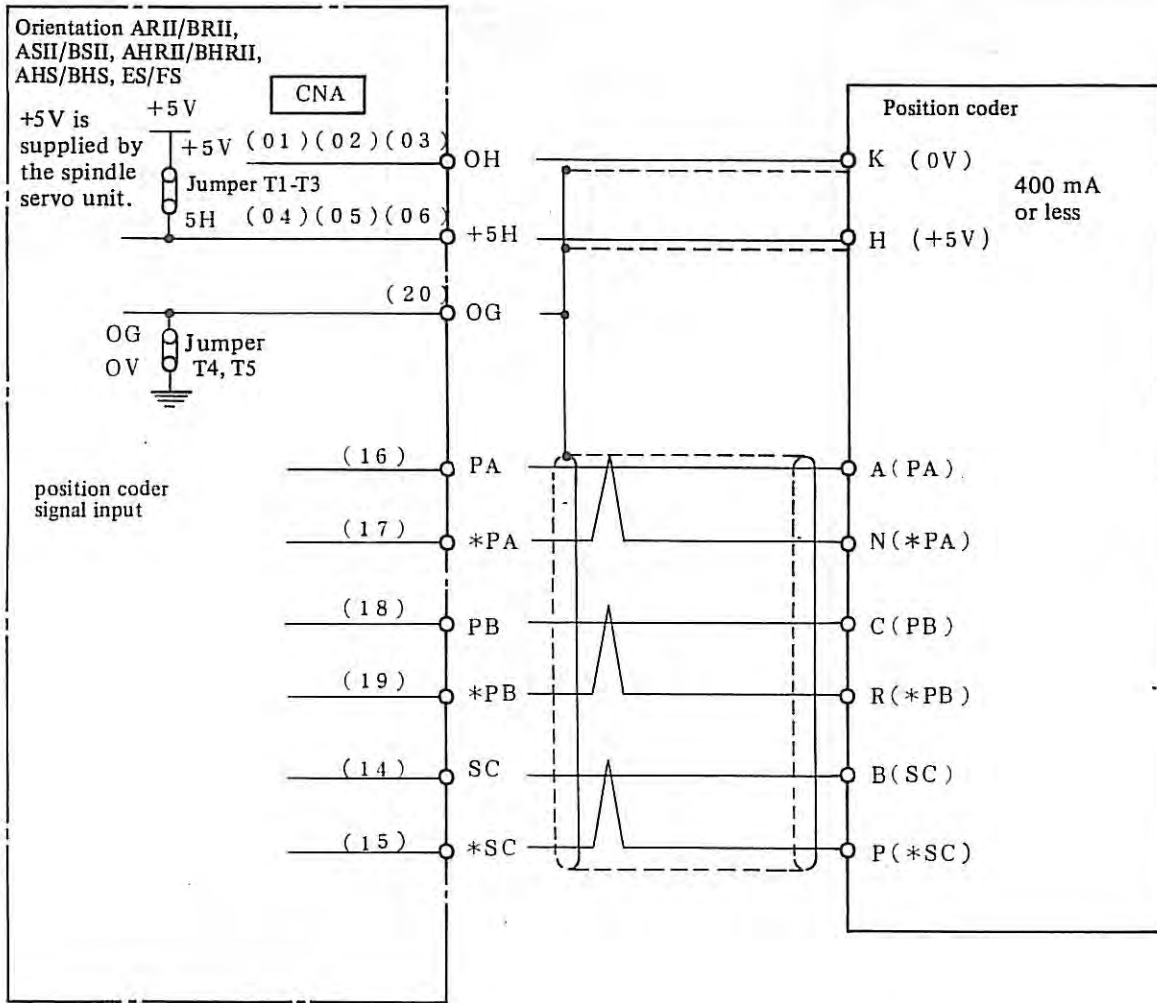 Orientation ARII/BRII,
ASII/BSII, AHRII/BHRII,
AHS/BHS, ES/FS
CNA
+5V is
supplied by
the spindle
servo unit.
+5V
+5V (01)(02)(03)
OH
Jumper T1-T3
5H (04)(05)(06)
+5H
(20)
OG
OG
OV
Jumper
T4, T5
position coder
signal input
(16) PA
(17) *PA
(18) PB
(19) *PB
(14) SC
(15) *SC
Position coder
K (0V)
400 mA
or less
H (+5V)
A(PA)
N(*PA)
C(PB)
R(*PB)
B(SC)
P(*SC)